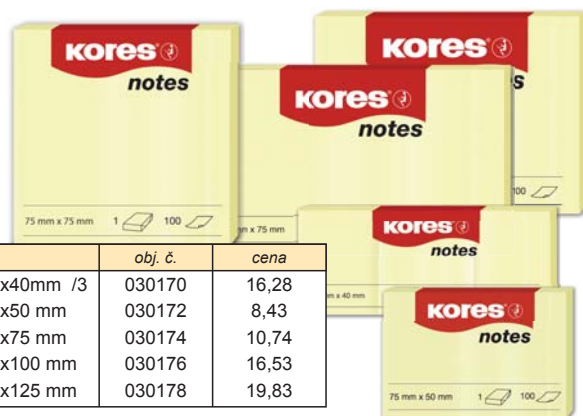 Kores
notes
75 mm x 75 mm 1 100
Kores
s
100
Kores
notes
m x 75 mm
Kores
notes
m x 40 mm
Kores
notes
75 mm x 50 mm 1 100
obj. č. cena
x40mm /3 030170 16,28
x50 mm 030172 8,43
x75 mm 030174 10,74
x100 mm 030176 16,53
x125 mm 030178 19,83